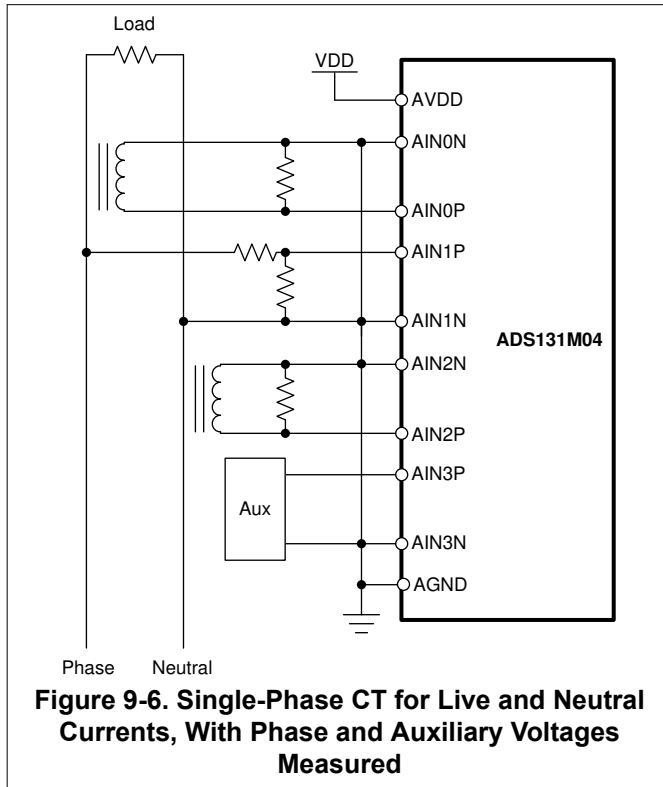 Load
VDD
AVDD
AIN0N
AIN0P
AIN1P
AIN1N
ADS131M04
AIN2N
AIN2P
AIN3P
Aux
AIN3N
AGND
Phase Neutral
Figure 9-6. Single-Phase CT for Live and Neutral
Currents, With Phase and Auxiliary Voltages
Measured